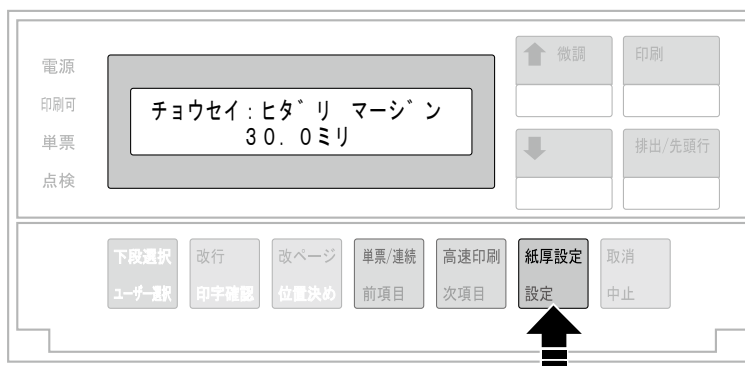 電源
印刷可
単票
点検
チョウセイ:ヒダリ マージン
30.0ミリ
微調
印刷
排出/先頭行
下段選択
ユーザー選択
改行
印字確認
改ページ
位置決め
単票/連続
前項目
高速印刷
次項目
紙厚設定
設定
取消
中止